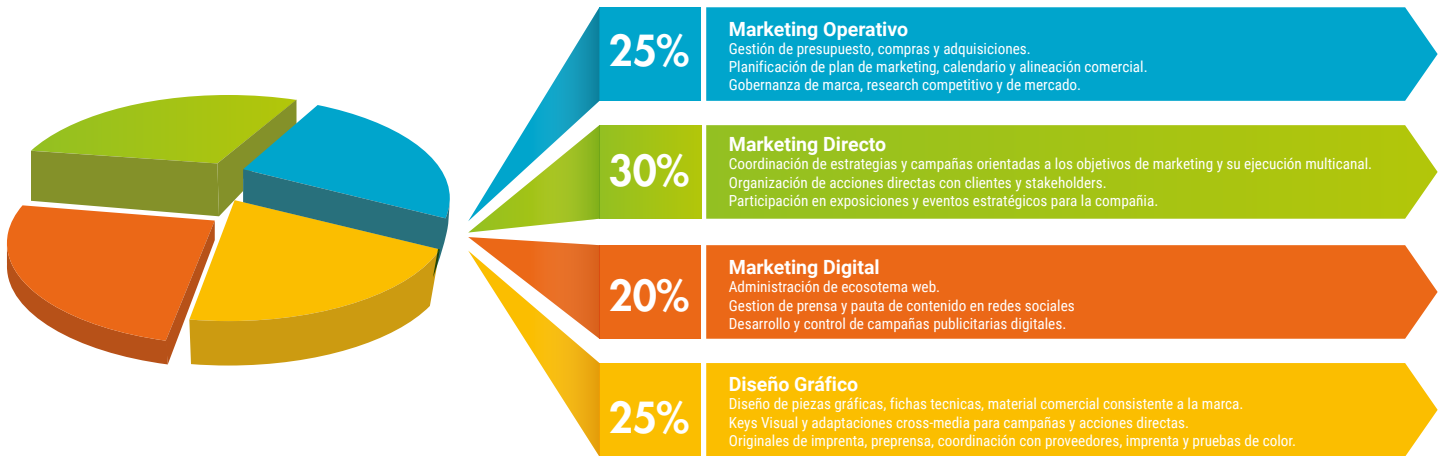 25%
Marketing Operativo
Gestión de presupuesto, compras y adquisiciones.
Planificación de plan de marketing, calendario y alineación comercial.
Gobernanza de marca, research competitivo y de mercado.
30%
Marketing Directo
Coordinación de estrategias y campañas orientadas a los objetivos de marketing y su ejecución multicanal.
Organización de acciones directas con clientes y stakeholders.
Participación en exposiciones y eventos estratégicos para la compañia.
20%
Marketing Digital
Administración de ecosotema web.
Gestion de prensa y pauta de contenido en redes sociales
Desarrollo y control de campañas publicitarias digitales.
25%
Diseño Gráfico
Diseño de piezas gráficas, fichas tecnicas, material comercial consistente a la marca.
Keys Visual y adaptaciones cross-media para campañas y acciones directas.
Originales de imprenta, preprensa, coordinación con proveedores, imprenta y pruebas de color.